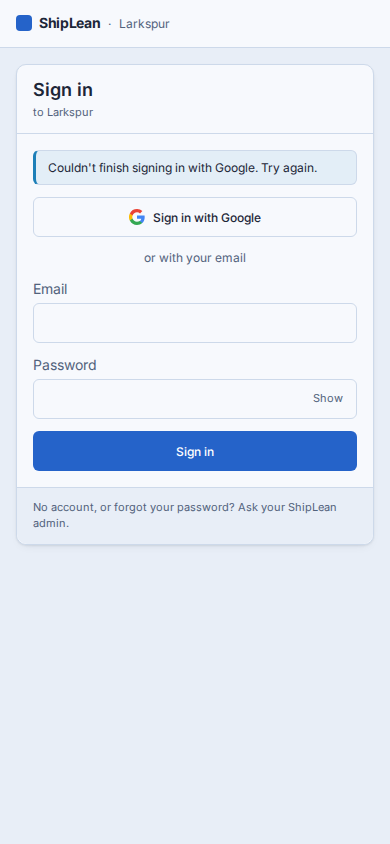 ShipLean · Larkspur
Sign in
to Larkspur
Couldn't finish signing in with Google. Try again.
Sign in with Google
or with your email
Email
Password
Show
Sign in
No account, or forgot your password? Ask your ShipLean
admin.